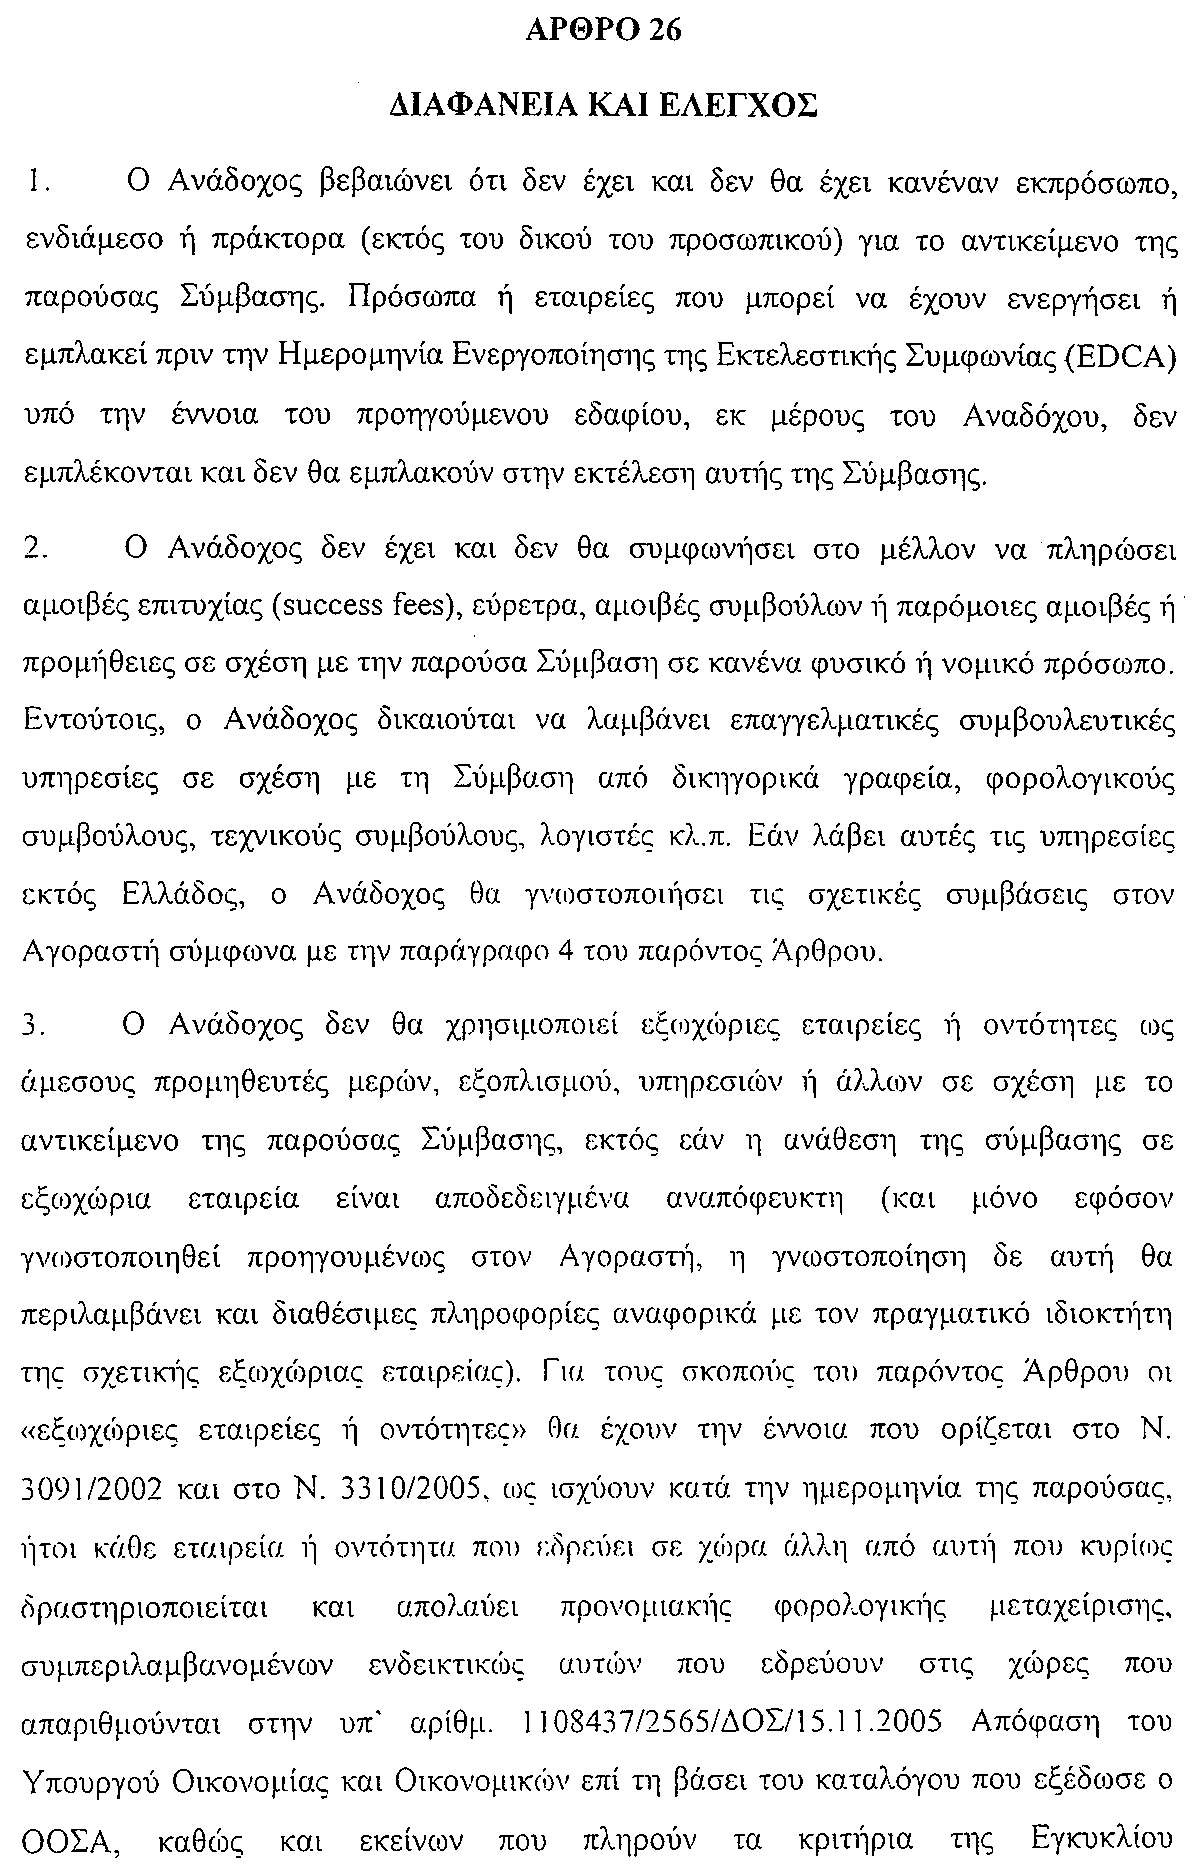 ΑΡΘΡΟ 26
ΔΙΑΦΑΝΕΙΑ ΚΑΙ ΕΛΕΓΧΟΣ
1. Ο Ανάδοχος βεβαιώνει ότι δεν έχει και δεν θα έχει κανέναν εκπρόσωπο,
ενδιάμεσο ή πράκτορα (εκτός του δικού του προσωπικού) για το αντικείμενο της
παρούσας Σύμβασης. Πρόσωπα ή εταιρείες που μπορεί να έχουν ενεργήσει ή
εμπλακεί πριν την Ημερομηνία Ενεργοποίησης της Εκτελεστικής Συμφωνίας (EDCA)
υπό την έννοια του προηγούμενου εδαφίου, εκ μέρους του Αναδόχου, δεν
εμπλέκονται και δεν θα εμπλακούν στην εκτέλεση αυτής της Σύμβασης.
2. Ο Ανάδοχος δεν έχει και δεν θα συμφωνήσει στο μέλλον να πληρώσει
αμοιβές επιτυχίας (success fees), εύρετρα, αμοιβές συμβούλων ή παρόμοιες αμοιβές ή
προμήθειες σε σχέση με την παρούσα Σύμβαση σε κανένα φυσικό ή νομικό πρόσωπο.
Εντούτοις, ο Ανάδοχος δικαιούται να λαμβάνει επαγγελματικές συμβουλευτικές
υπηρεσίες σε σχέση με τη Σύμβαση από δικηγορικά γραφεία, φορολογικούς
συμβούλους, τεχνικούς συμβούλους, λογιστές κλ.π. Εάν λάβει αυτές τις υπηρεσίες
εκτός Ελλάδος, ο Ανάδοχος θα γνωστοποιήσει τις σχετικές συμβάσεις στον
Αγοραστή σύμφωνα με την παράγραφο 4 του παρόντος Άρθρου.
3. Ο Ανάδοχος δεν θα χρησιμοποιεί εξωχώριες εταιρείες ή οντότητες ως
άμεσους προμηθευτές μερών, εξοπλισμού, υπηρεσιών ή άλλων σε σχέση με το
αντικείμενο της παρούσας Σύμβασης, εκτός εάν η ανάθεση της σύμβασης σε
εξωχώρια εταιρεία είναι αποδεδειγμένα αναπόφευκτη (και μόνο εφόσον
γνωστοποιηθεί προηγουμένως στον Αγοραστή, η γνωστοποίηση δε αυτή θα
περιλαμβάνει και διαθέσιμες πληροφορίες αναφορικά με τον πραγματικό ιδιοκτήτη
της σχετικής εξωχώριας εταιρείας). Για τους σκοπούς του παρόντος Άρθρου οι
«εξωχώριες εταιρείες ή οντότητες» θα έχουν την έννοια που ορίζεται στο Ν.
3091/2002 και στο Ν. 3310/2005, ως ισχύουν κατά την ημερομηνία της παρούσας,
ήτοι κάθε εταιρεία ή οντότητα που εδρεύει σε χώρα άλλη από αυτή που κυρίως
δραστηριοποιείται και απολαύει προνομιακής φορολογικής μεταχείρισης,
συμπεριλαμβανομένων ενδεικτικώς αυτών που εδρεύουν στις χώρες που
απαριθμούνται στην υπ' αρίθμ. 1108437/2565/ΔΟΣ/15.11.2005 Απόφαση του
Υπουργού Οικονομίας και Οικονομικών επί τη βάσει του καταλόγου που εξέδωσε ο
ΟΟΣΑ, καθώς και εκείνων που πληρούν τα κριτήρια της Εγκυκλίου